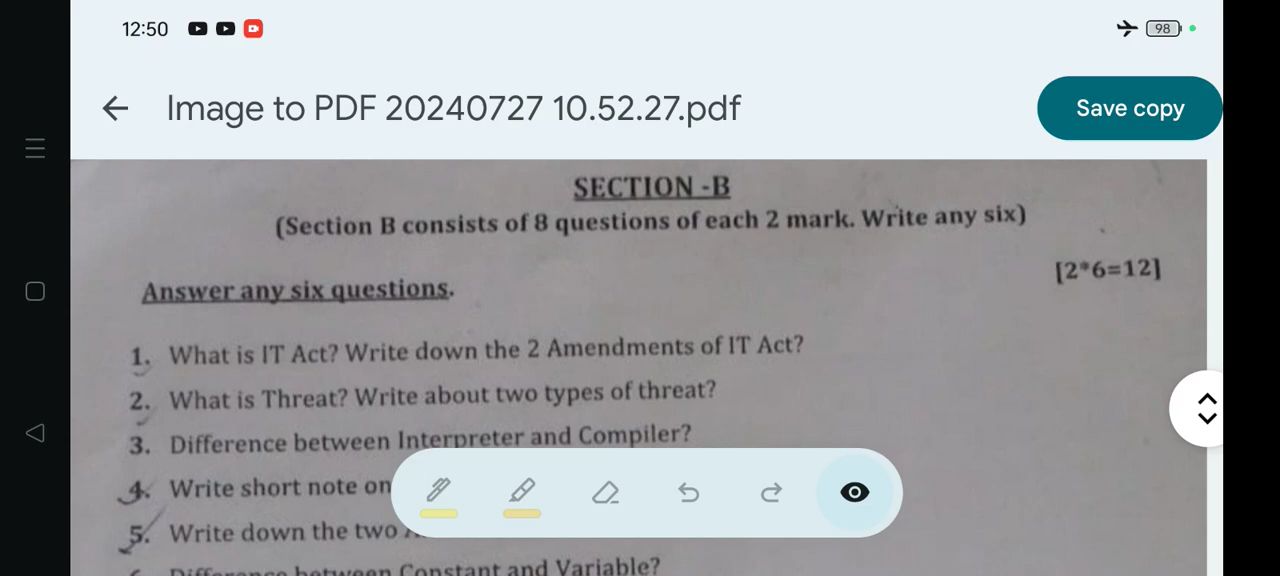 12:50
98
Image to PDF 20240727 10.52.27.pdf
Save copy
SECTION -B
(Section B consists of 8 questions of each 2 mark. Write any six)
[2*6=12]
Answer any six questions.
1. What is IT Act? Write down the 2 Amendments of IT Act?
2. What is Threat? Write about two types of threat?
3. Difference between Interpreter and Compiler?
4. Write short note on
5. Write down the two
Difference between Constant and Variable?